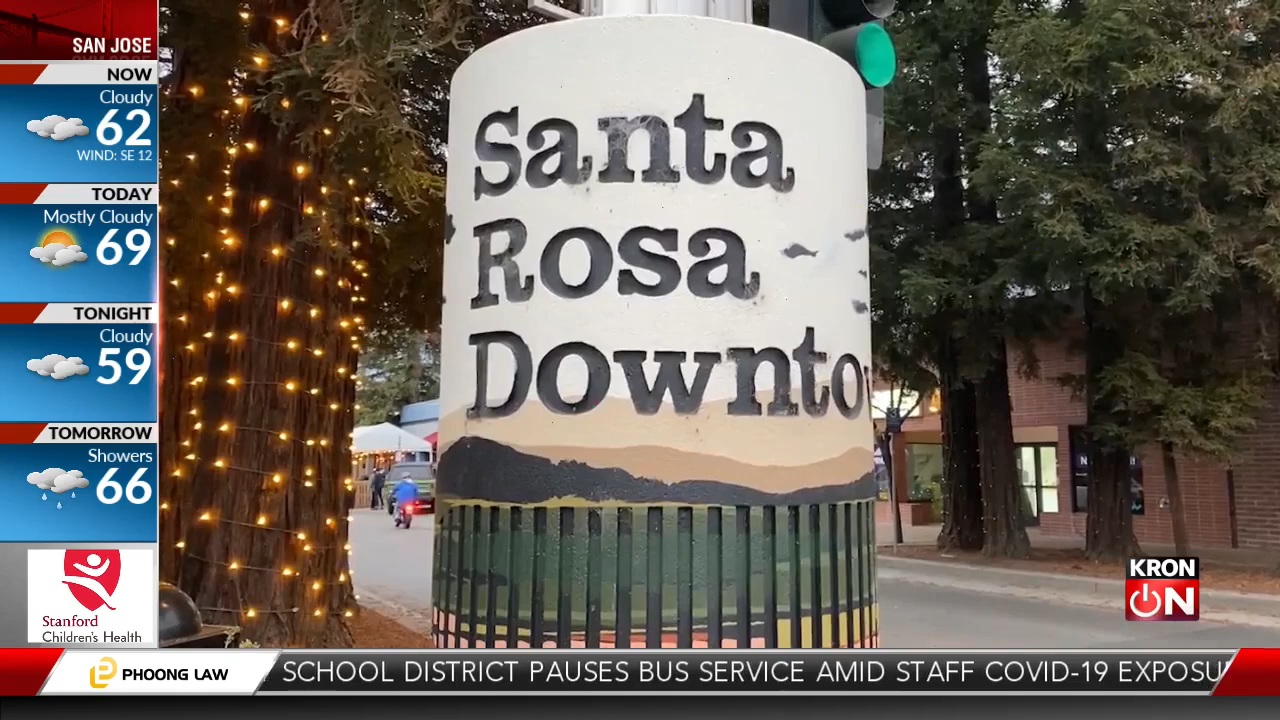 SAN JOSE
NOW
Cloudy
62
WIND: SE 12
TODAY
Mostly Cloudy
69
TONIGHT
Cloudy
59
TOMORROW
Showers
66
Stanford
Children's Health
Santa
Rosa
Downto
KRON
ON
PHOONG LAW
SCHOOL DISTRICT PAUSES BUS SERVICE AMID STAFF COVID-19 EXPOSU